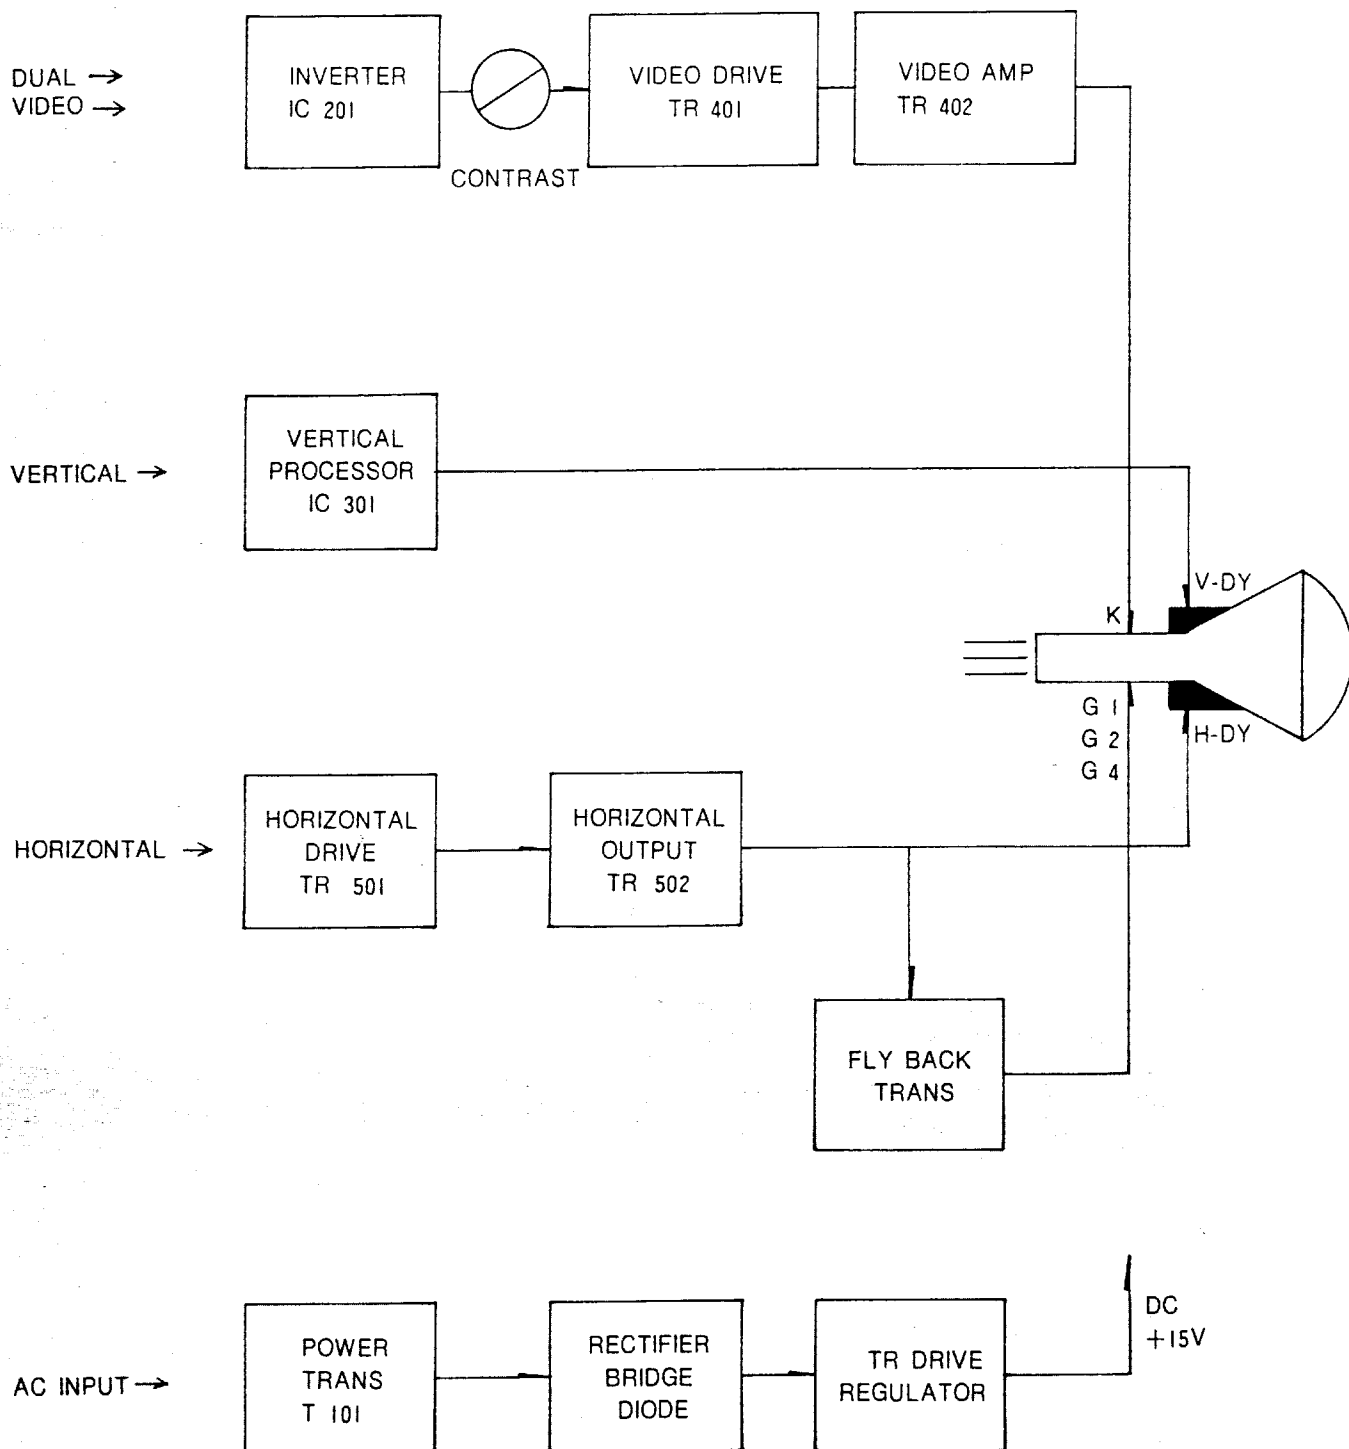 DUAL →
VIDEO →
INVERTER
IC 201
CONTRAST
VIDEO DRIVE
TR 401
VIDEO AMP
TR 402
VERTICAL →
VERTICAL
PROCESSOR
IC 301
K
V-DY
G 1
G 2
G 4
H-DY
HORIZONTAL →
HORIZONTAL
DRIVE
TR 501
HORIZONTAL
OUTPUT
TR 502
FLY BACK
TRANS
AC INPUT →
POWER
TRANS
T 101
RECTIFIER
BRIDGE
DIODE
TR DRIVE
REGULATOR
DC
+15V